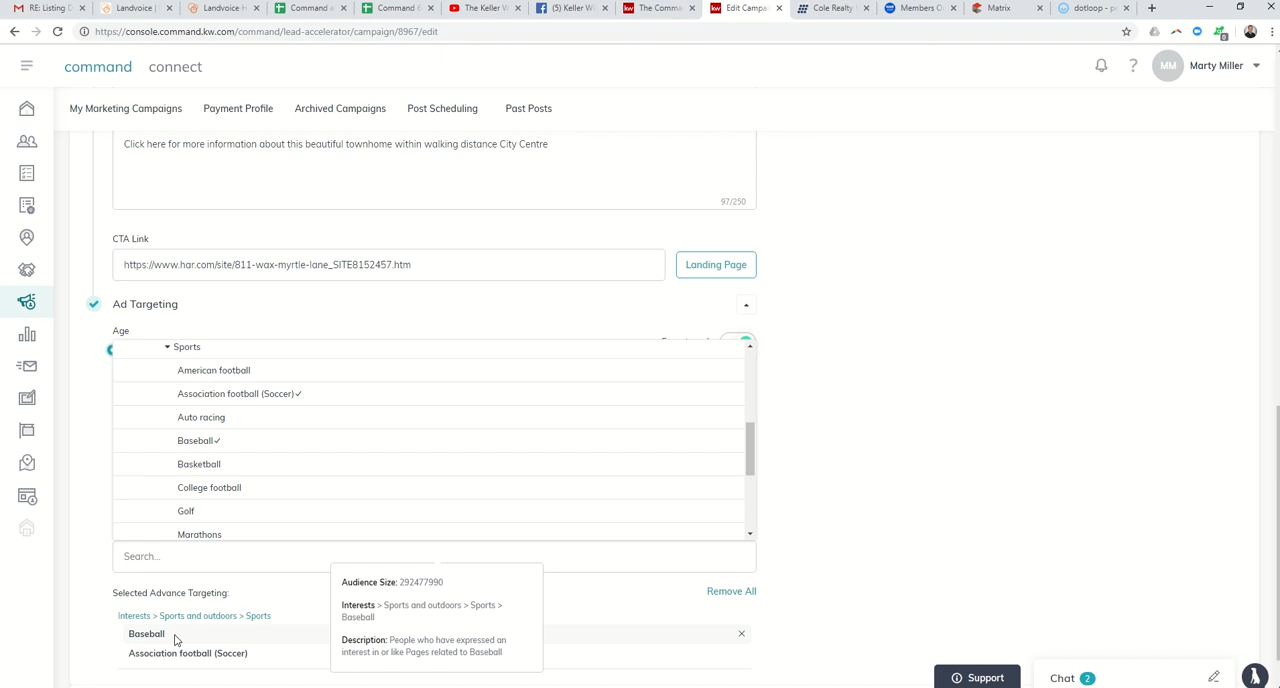 RE: Listing D
Landvoice |
Landvoice H
Command a
Command 6
The Keller W
(5) Keller Wi
The Comma
Edit Campai
Cole Realty
Members O
Matrix
dotloop - p
https://console.command.kw.com/command/lead-accelerator/campaign/8967/edit
command connect
MM Marty Miller
My Marketing Campaigns Payment Profile Archived Campaigns Post Scheduling Past Posts
Click here for more information about this beautiful townhome within walking distance City Centre
97/250
CTA Link
https://www.har.com/site/811-wax-myrtle-lane_SITE8152457.htm Landing Page
Ad Targeting
Age
Sports
American football
Association football (Soccer)
Auto racing
Baseball
Basketball
College football
Golf
Marathons
Search...
Audience Size: 292477990
Selected Advance Targeting: Remove All
Interests > Sports and outdoors > Sports >
Baseball
Interests > Sports and outdoors > Sports
Baseball
Description: People who have expressed an
interest in or like Pages related to Baseball
Association football (Soccer)
Support Chat 2